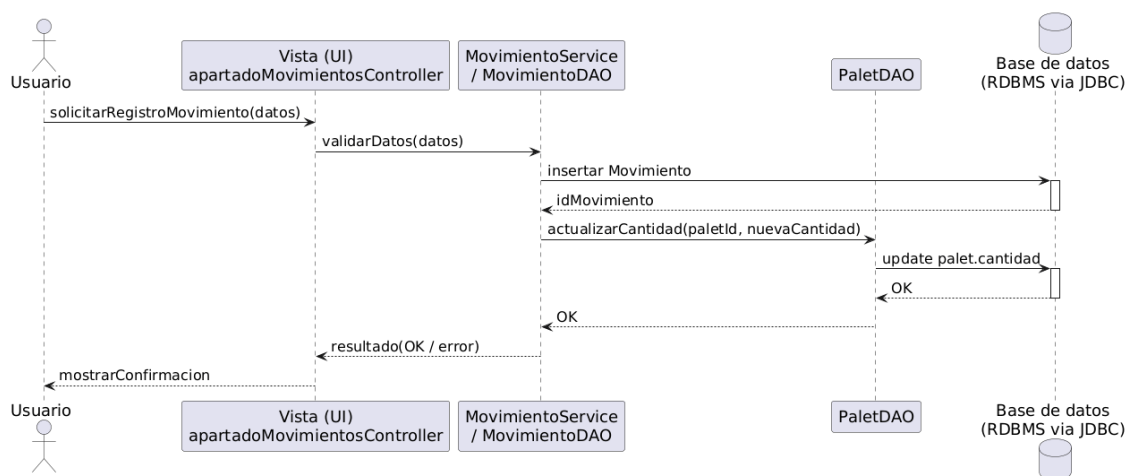 Usuario
Vista (UI)
apartadoMovimientosController
MovimientoService
/ MovimientoDAO
PaletDAO
Base de datos
(RDBMS via JDBC)
solicitarRegistroMovimiento(datos)
validarDatos(datos)
insertar Movimiento
idMovimiento
actualizarCantidad(paletId, nuevaCantidad)
update palet.cantidad
OK
OK
resultado(OK / error)
mostrarConfirmacion
Usuario
Vista (UI)
apartadoMovimientosController
MovimientoService
/ MovimientoDAO
PaletDAO
Base de datos
(RDBMS via JDBC)